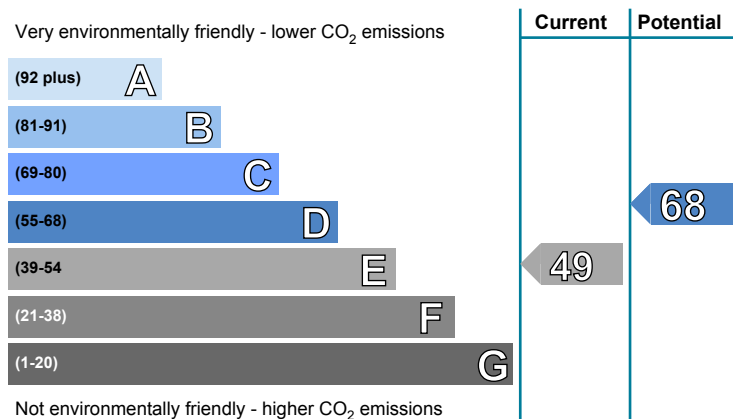 Current Potential
Very environmentally friendly - lower CO₂ emissions
(92 plus) A
(81-91) B
(69-80) C
(55-68) D
68
(39-54 E
49
(21-38) F
(1-20) G
Not environmentally friendly - higher CO₂ emissions